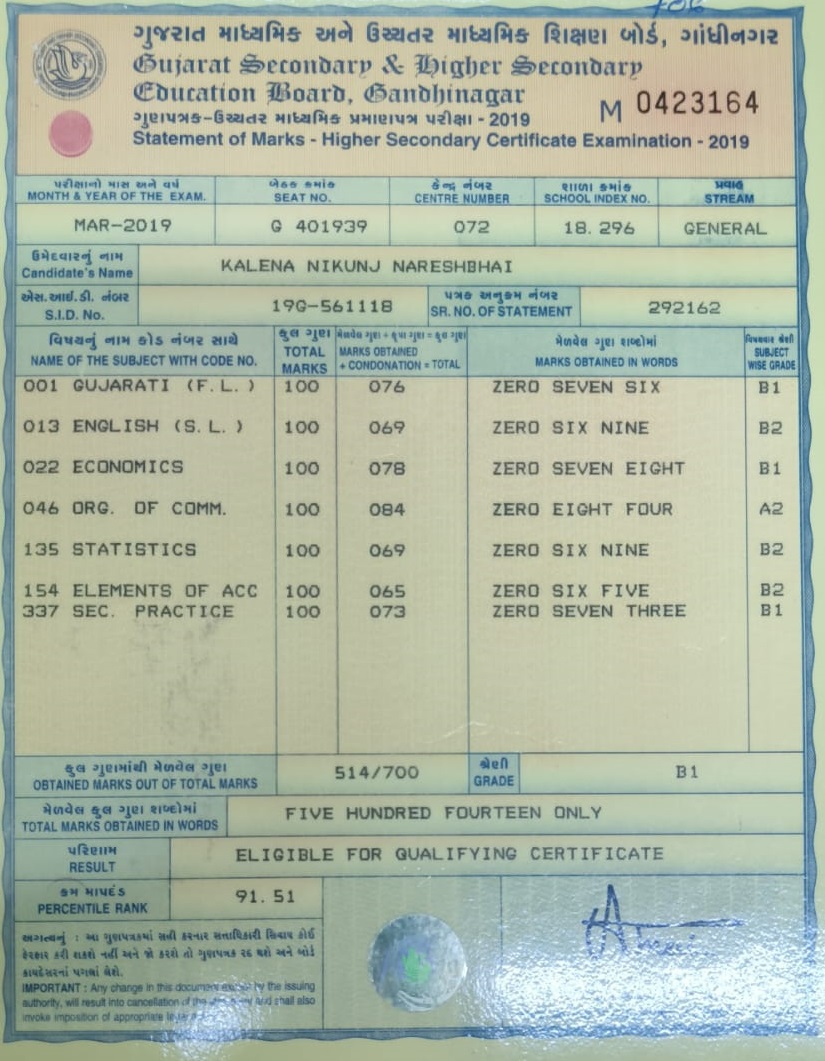 706
ગુજરાત માધ્યમિક અને ઉચ્ચતર માધ્યમિક શિક્ષણ બોર્ડ, ગાંધીનગર
Gujarat Secondary & Higher Secondary
Education Board, Gandhinagar
M 0423164
ગુણપત્રક-ઉચ્ચતર માધ્યમિક પ્રમાણપત્ર પરીક્ષા - 2019
Statement of Marks - Higher Secondary Certificate Examination - 2019
પરીક્ષાનો માસ અને વર્ષ બેઠક ક્રમાંક કેન્દ્ર નંબર શાળા ક્રમાંક પ્રવાહ
MONTH & YEAR OF THE EXAM. SEAT NO. CENTRE NUMBER SCHOOL INDEX NO. STREAM
MAR-2019 G 401939 072 18. 296 GENERAL
ઉમેદવારનું નામ
Candidate's Name KALENA NIKUNJ NARESHBHAI
એસ.આઈ.ડી. નંબર પત્રક અનુક્રમ નંબર
S.I.D. No. 19G-561118 SR. NO. OF STATEMENT 292162
વિષયનું નામ કોડ નંબર સાથે કુલ ગુણ મેળવેલ ગુણ + કૃપા ગુણ = કુલ ગુણ મેળવેલ ગુણ શબ્દોમાં વિષયવાર શ્રેણી
NAME OF THE SUBJECT WITH CODE NO. TOTAL MARKS MARKS OBTAINED + CONDONATION = TOTAL MARKS OBTAINED IN WORDS SUBJECT WISE GRADE
001 GUJARATI (F.L.) 100 076 ZERO SEVEN SIX B1
013 ENGLISH (S.L.) 100 069 ZERO SIX NINE B2
022 ECONOMICS 100 078 ZERO SEVEN EIGHT B1
046 ORG. OF COMM. 100 084 ZERO EIGHT FOUR A2
135 STATISTICS 100 069 ZERO SIX NINE B2
154 ELEMENTS OF ACC 100 065 ZERO SIX FIVE B2
337 SEC. PRACTICE 100 073 ZERO SEVEN THREE B1
કુલ ગુણમાંથી મેળવેલ ગુણ શ્રેણી
OBTAINED MARKS OUT OF TOTAL MARKS 514/700 GRADE B1
મેળવેલ કુલ ગુણ શબ્દોમાં
TOTAL MARKS OBTAINED IN WORDS FIVE HUNDRED FOURTEEN ONLY
પરિણામ
RESULT ELIGIBLE FOR QUALIFYING CERTIFICATE
ક્રમ માપદંડ
PERCENTILE RANK 91.51
અગત્યનું : આ ગુણપત્રકમાં સહી કરનાર સત્તાધિકારી સિવાય કોઈ
ફેરફાર કરી શકશે નહીં અને જો કરશે તો ગુણપત્રક રદ થશે અને બોર્ડ
કાયદેસરનાં પગલાં લેશે.
IMPORTANT : Any change in this document except by the issuing
authority, will result into cancellation of the and shall also
invoke imposition of appropriate